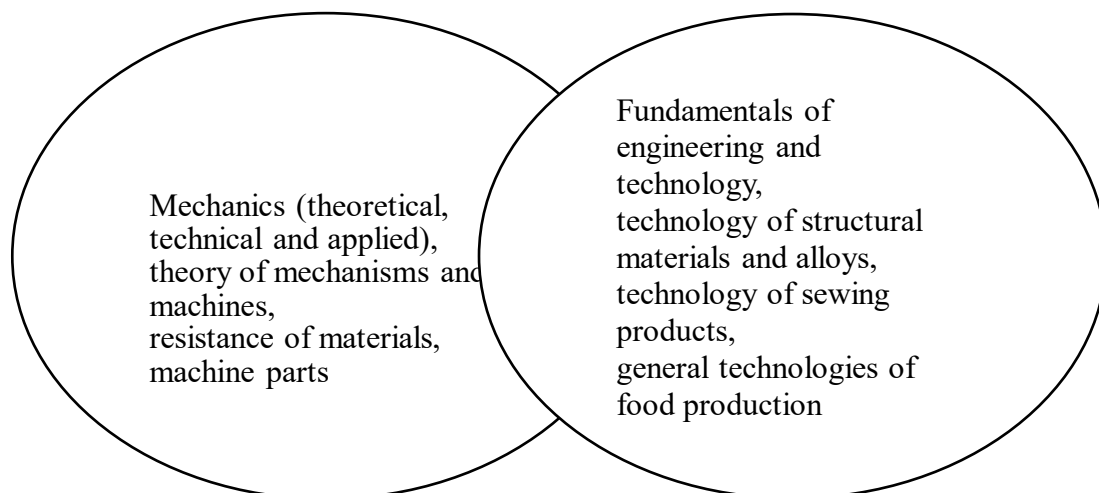 Mechanics (theoretical,
technical and applied),
theory of mechanisms and
machines,
resistance of materials,
machine parts
Fundamentals of
engineering and
technology,
technology of structural
materials and alloys,
technology of sewing
products,
general technologies of
food production